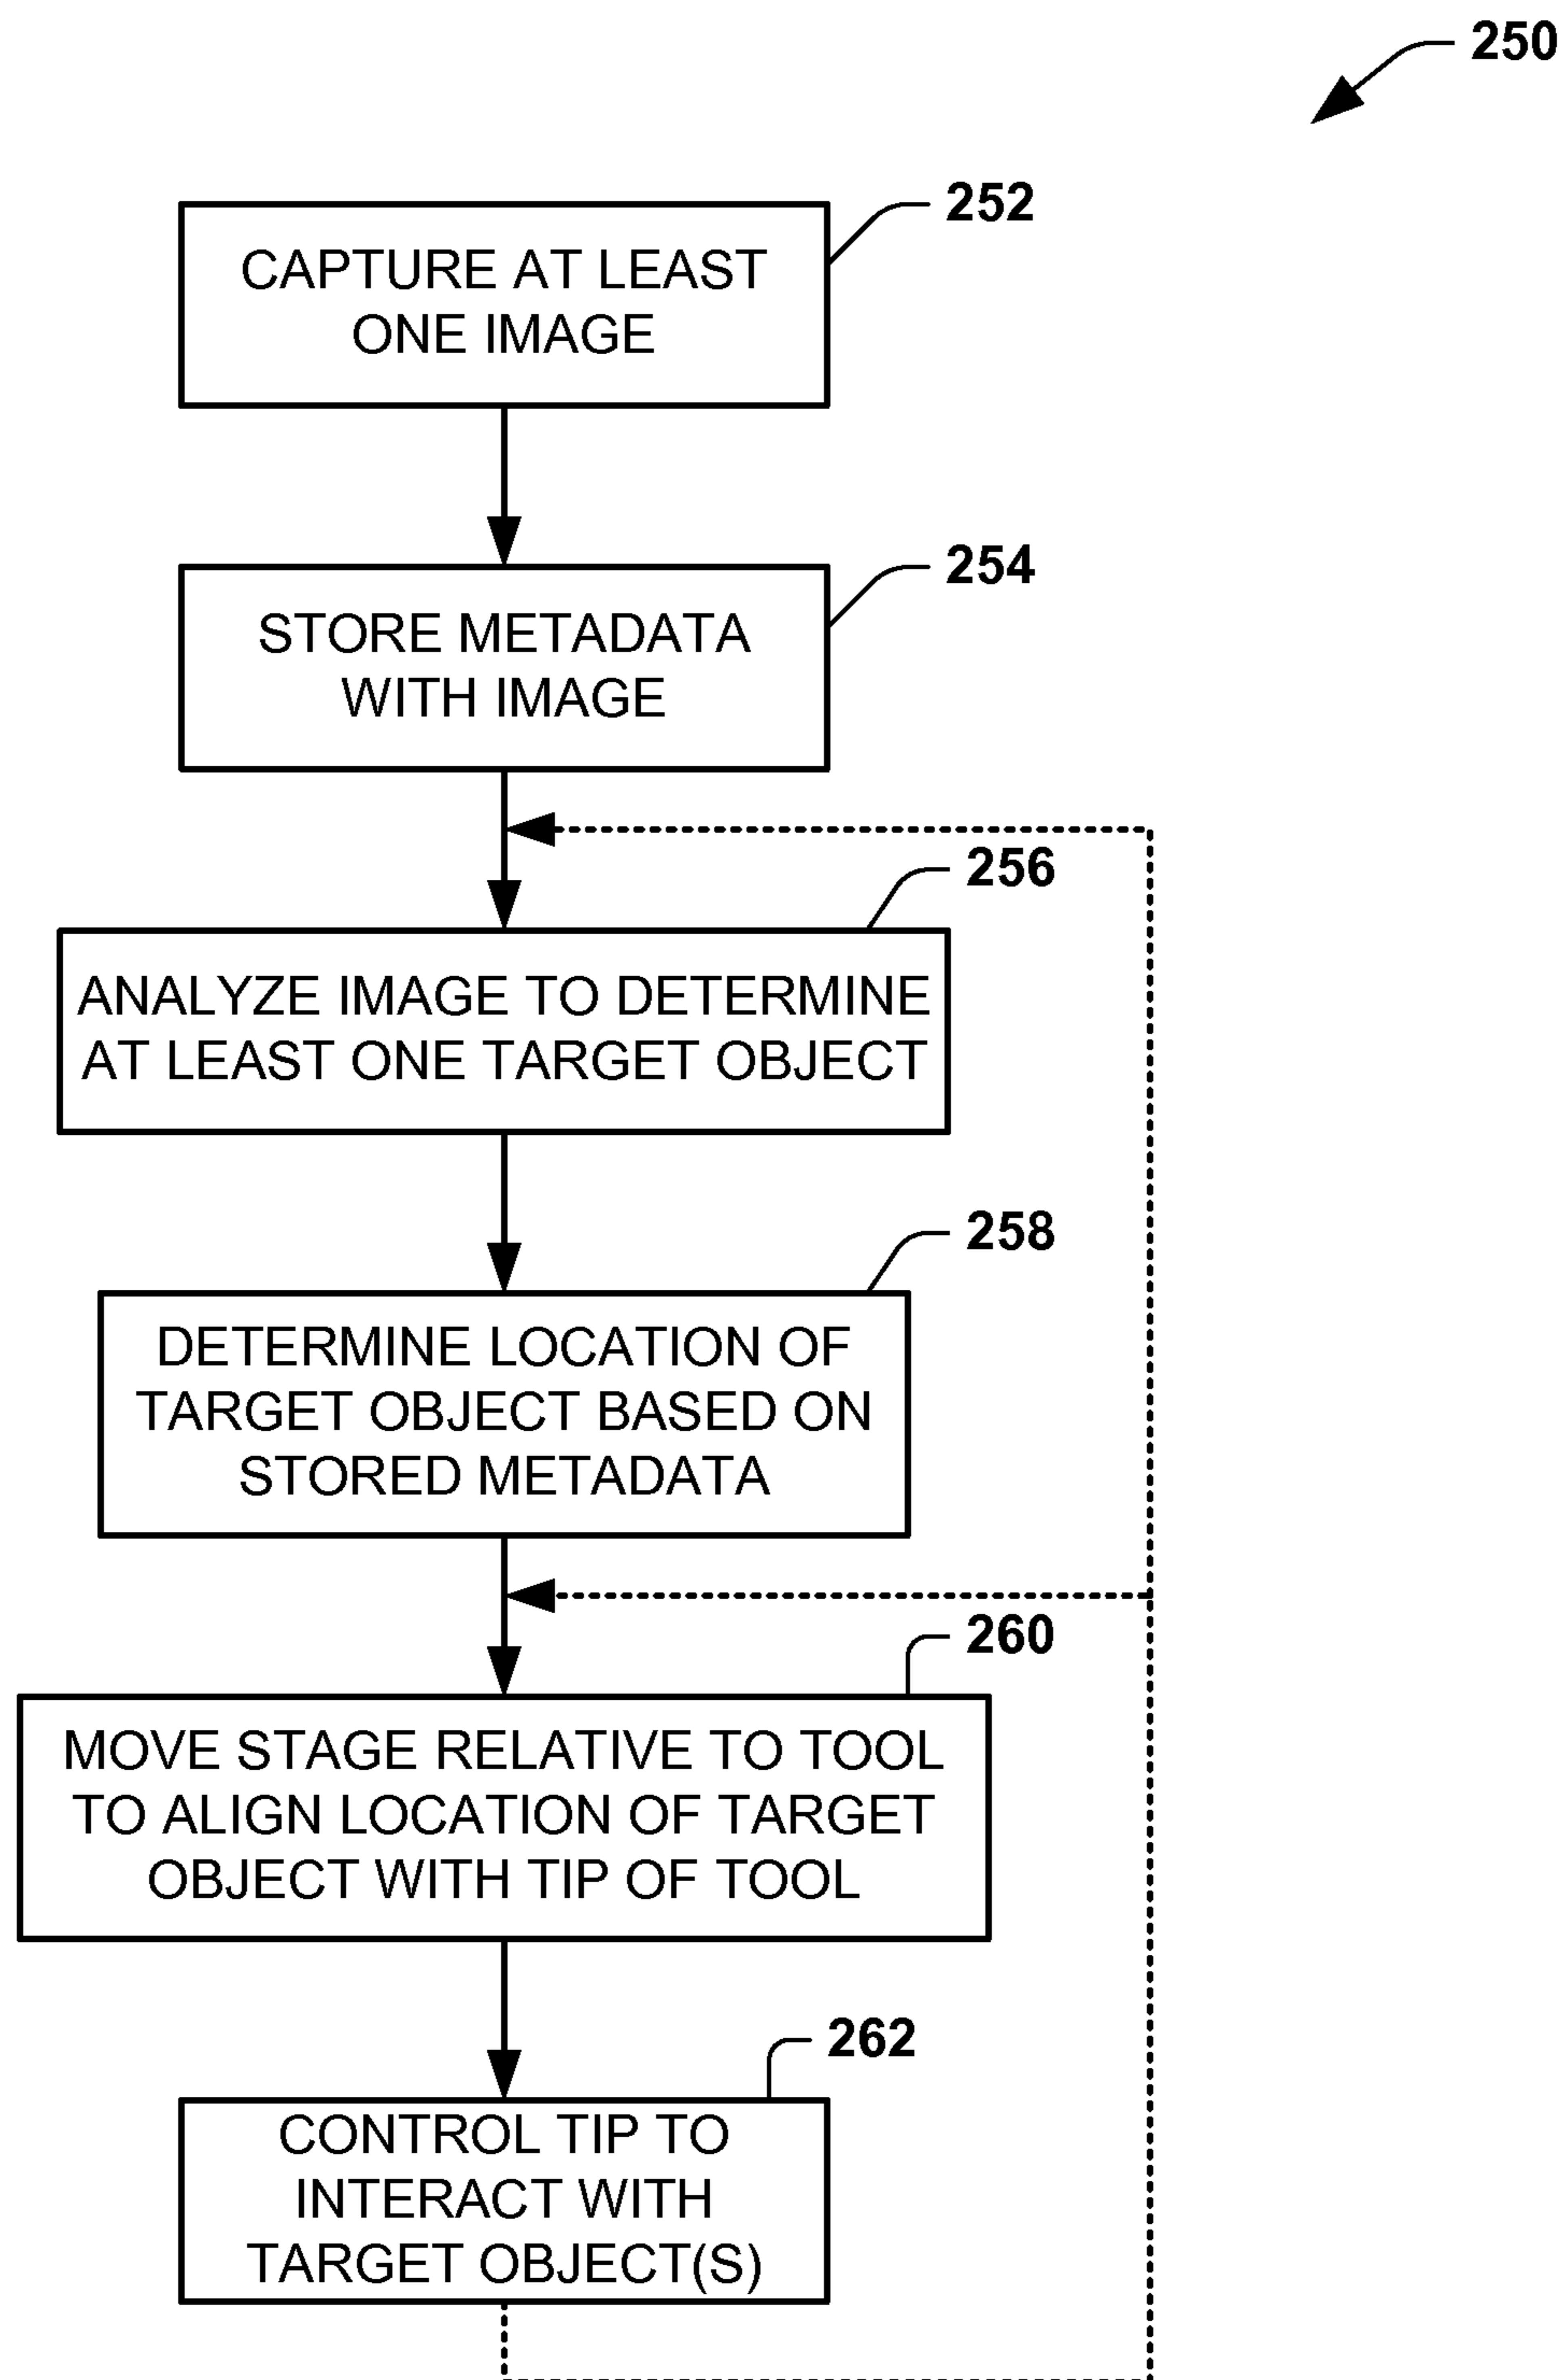 250
252
CAPTURE AT LEAST
ONE IMAGE
254
STORE METADATA
WITH IMAGE
256
ANALYZE IMAGE TO DETERMINE
AT LEAST ONE TARGET OBJECT
258
DETERMINE LOCATION OF
TARGET OBJECT BASED ON
STORED METADATA
260
MOVE STAGE RELATIVE TO TOOL
TO ALIGN LOCATION OF TARGET
OBJECT WITH TIP OF TOOL
262
CONTROL TIP TO
INTERACT WITH
TARGET OBJECT(S)